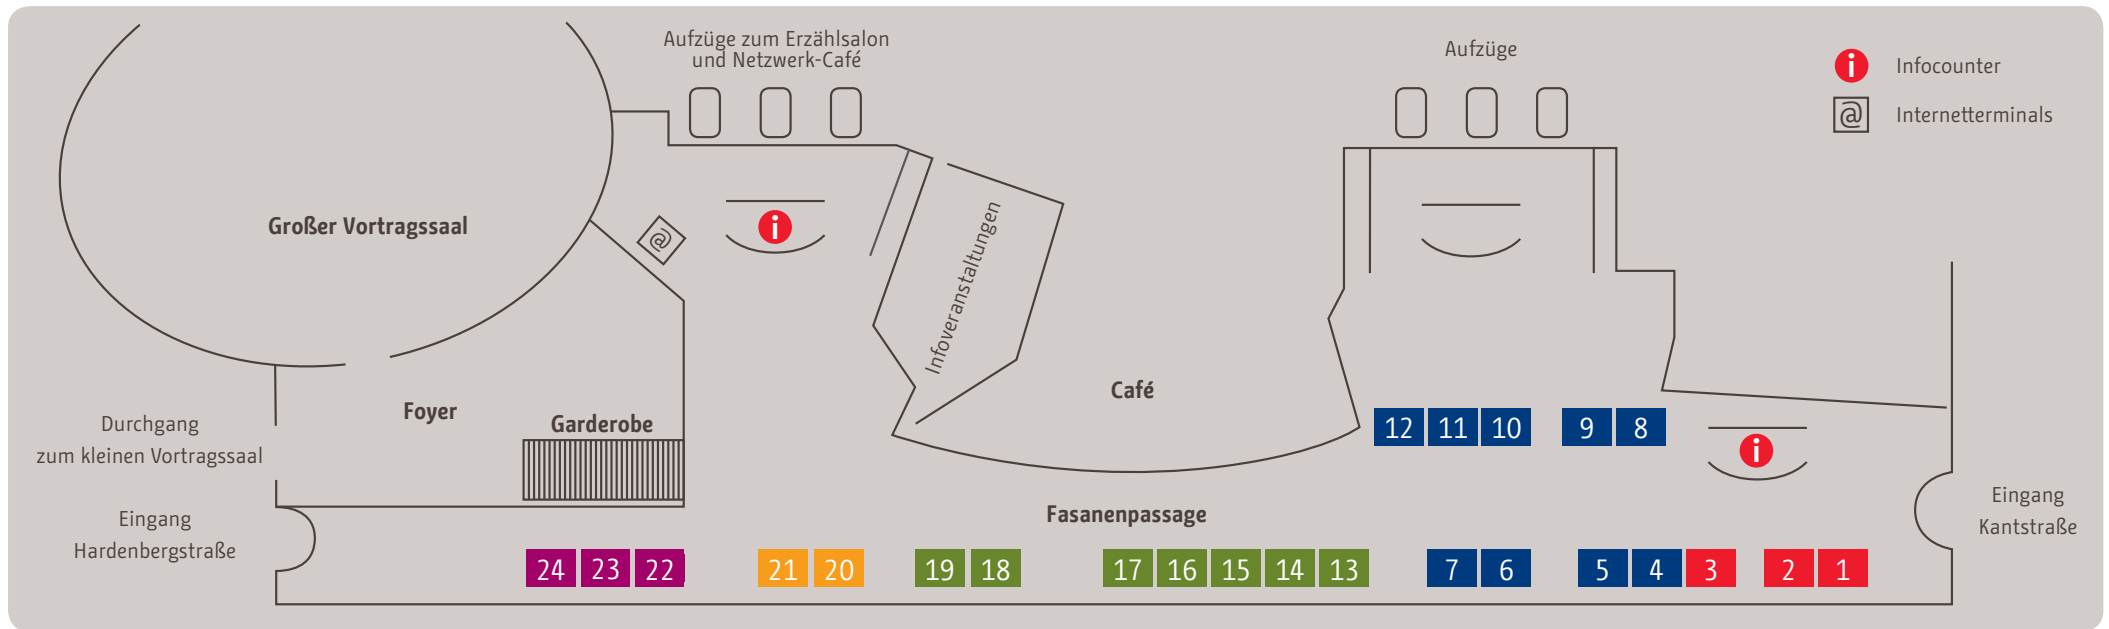 Aufzüge zum Erzählsalon
und Netzwerk-Café
Aufzüge
i Infocounter
@ Internetterminals
Großer Vortragssaal
@
i
Infoveranstaltungen
Café
Foyer
Garderobe
Durchgang
zum kleinen Vortragssaal
12 11 10 9 8
i
Eingang
Hardenbergstraße
Fasanenpassage
Eingang
Kantstraße
24 23 22 21 20 19 18 17 16 15 14 13 7 6 5 4 3 2 1